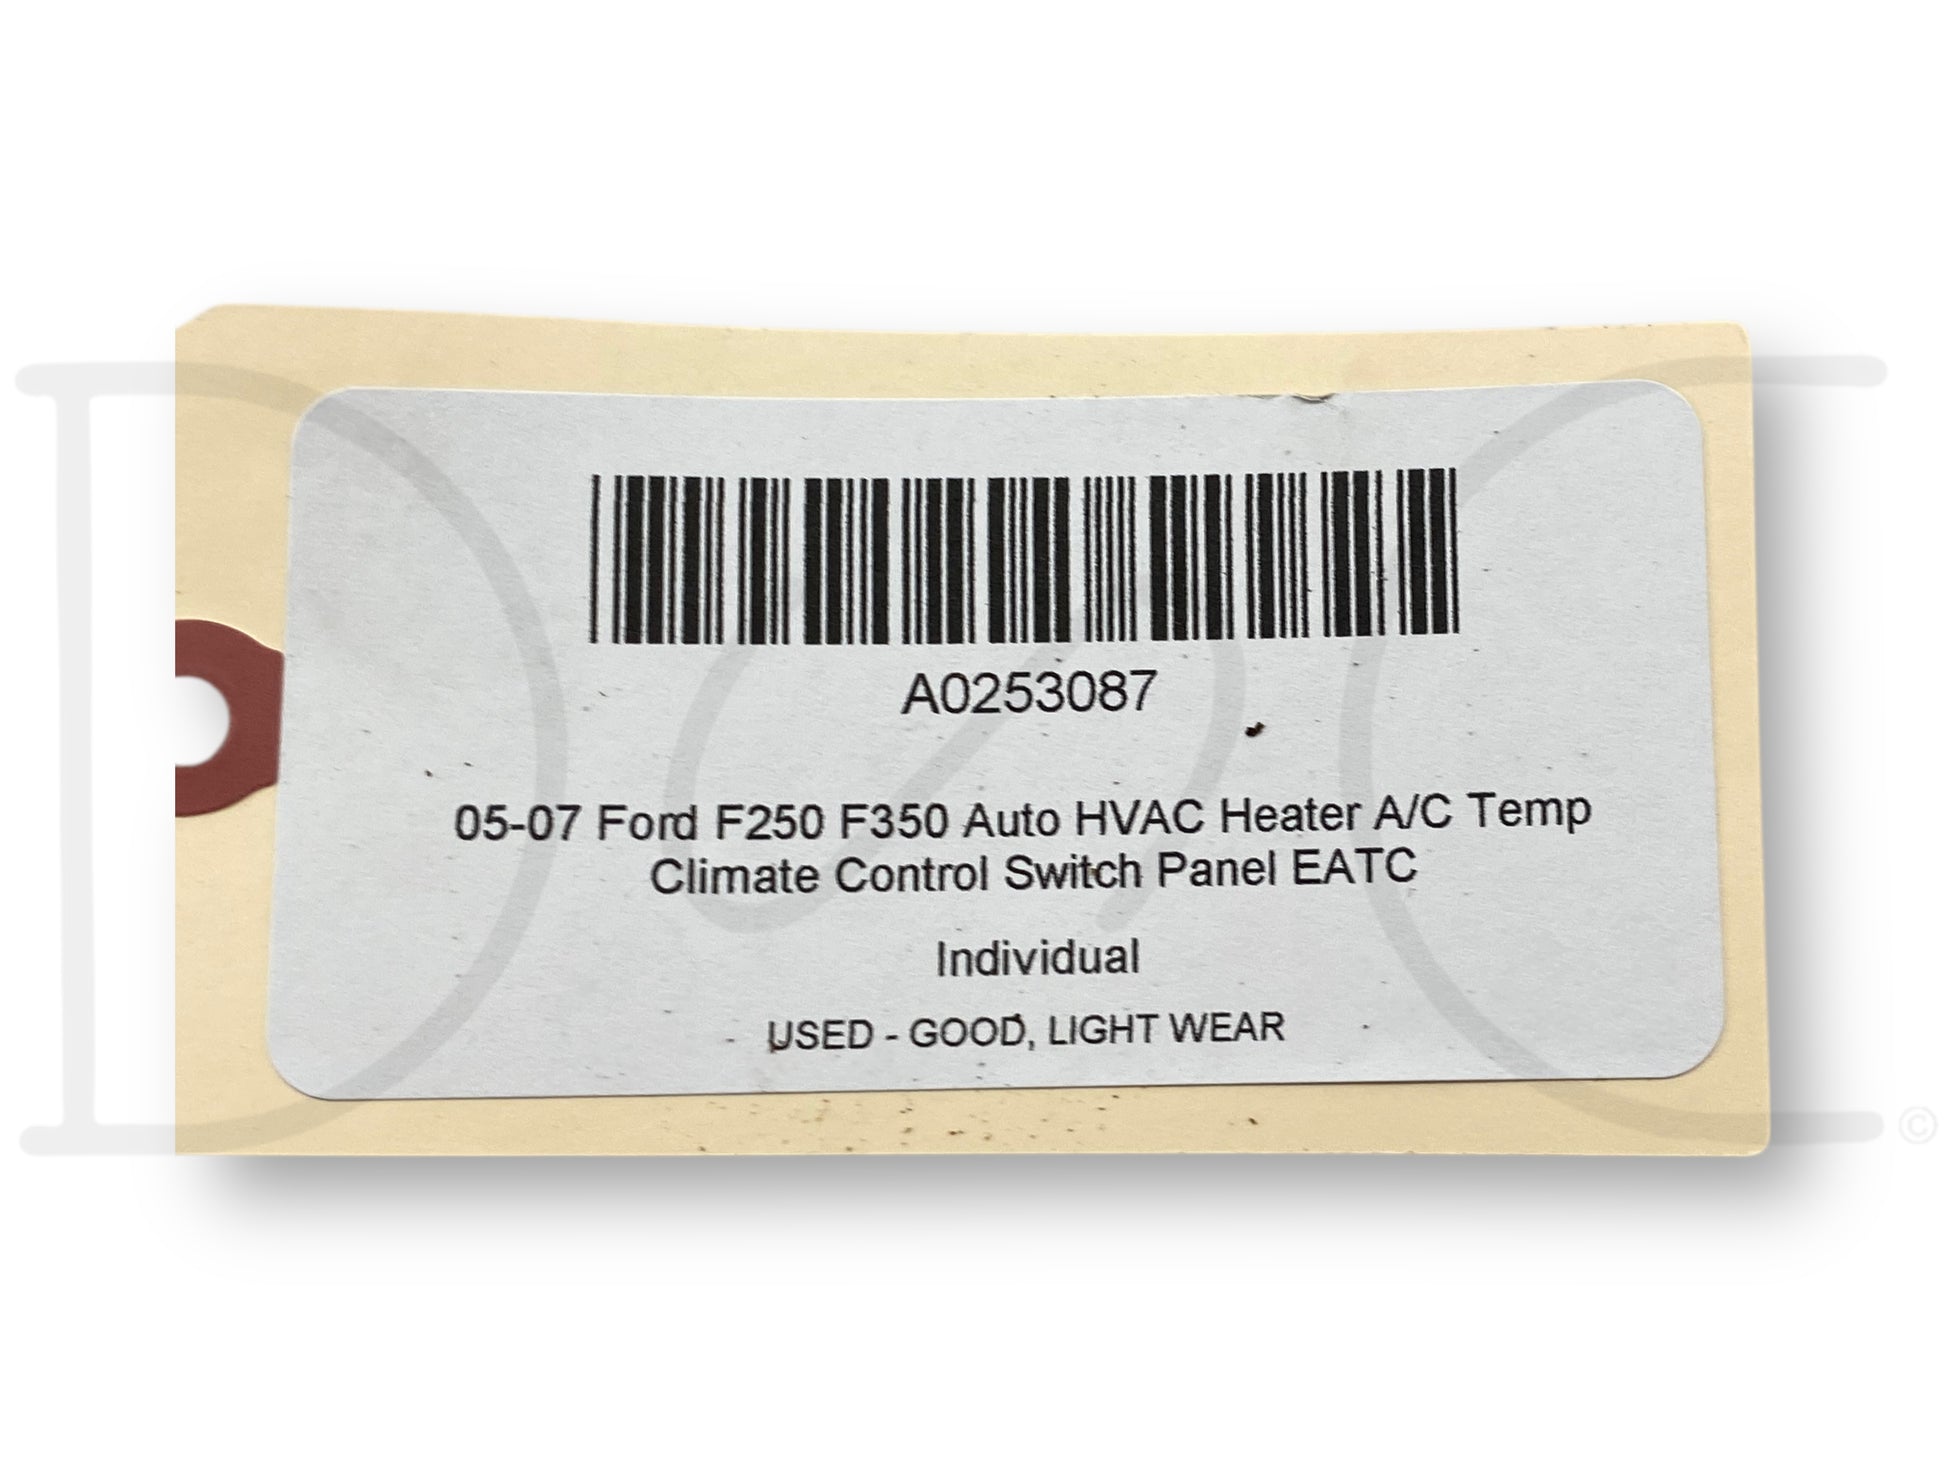 A0253087
05-07 Ford F250 F350 Auto HVAC Heater A/C Temp
Climate Control Switch Panel EATC
Individual
USED - GOOD, LIGHT WEAR
©